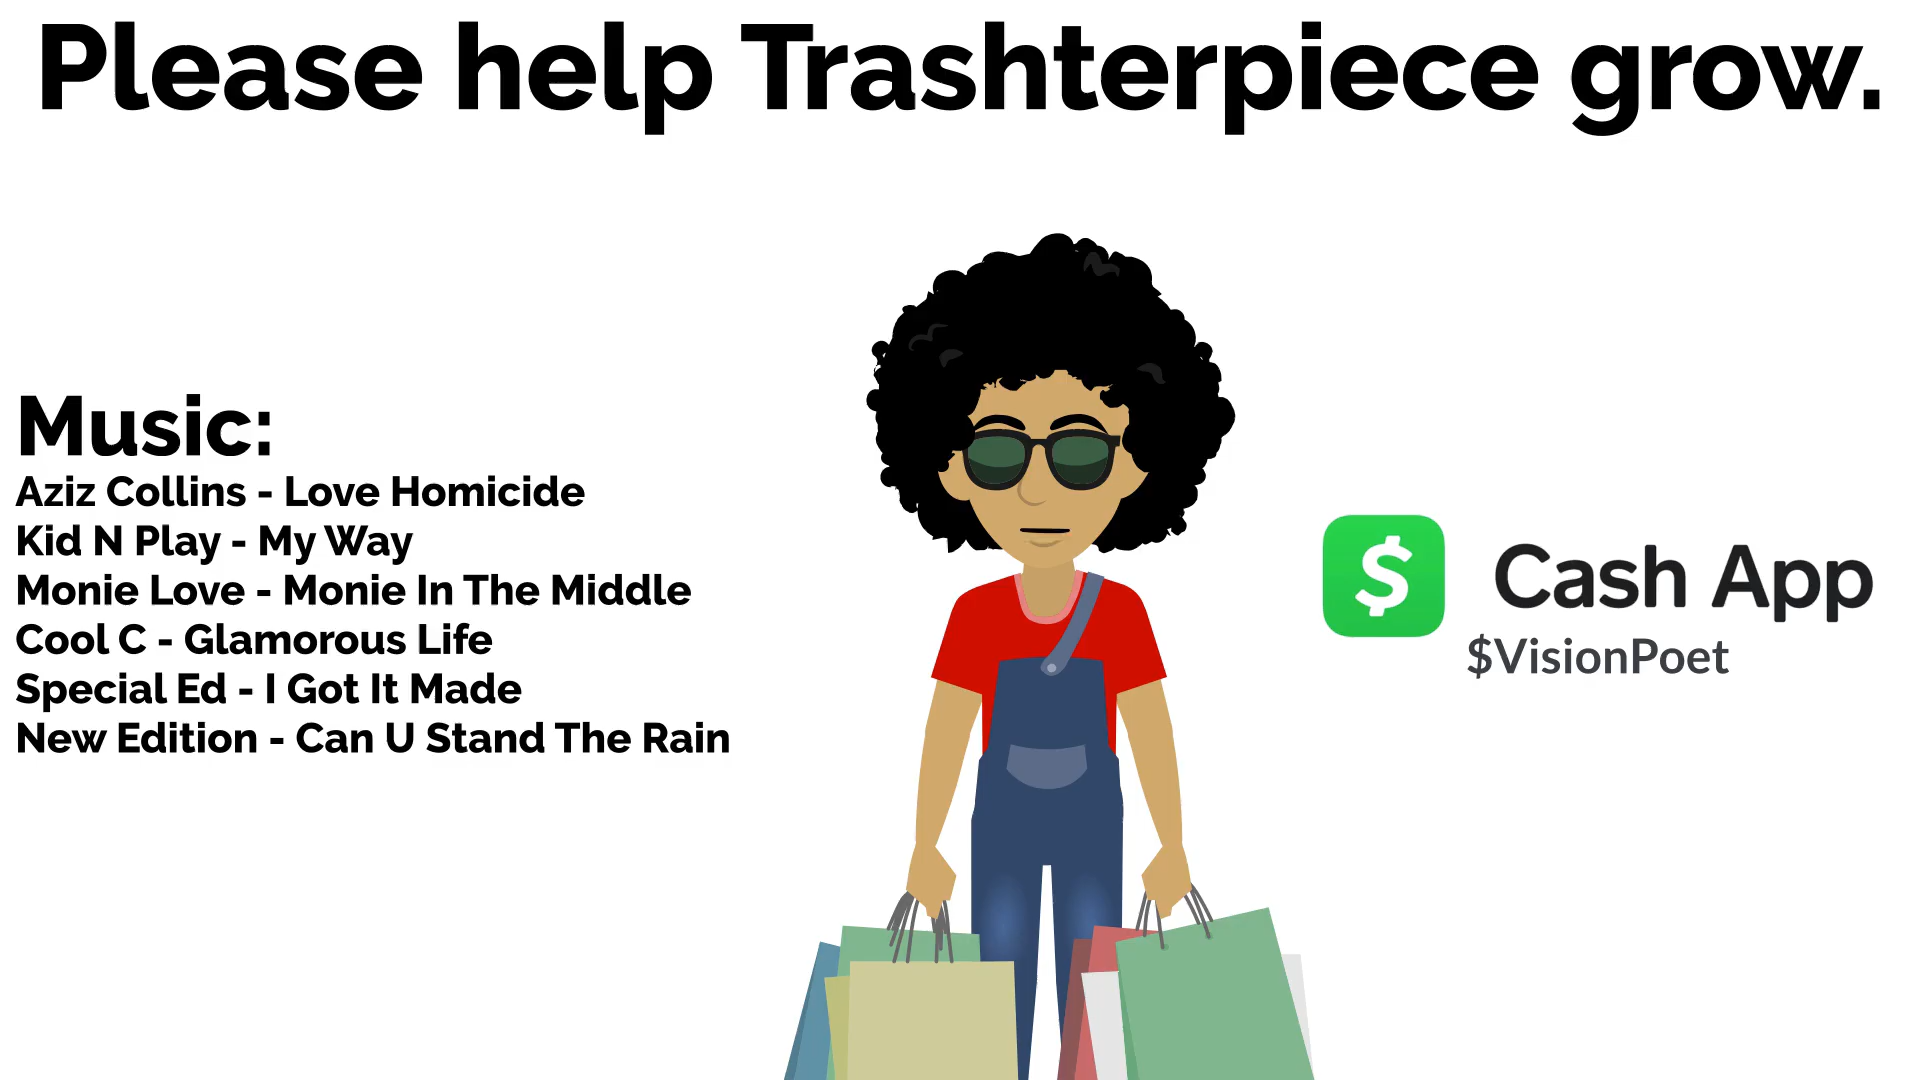 Please help Trashterpiece grow.
Music:
Aziz Collins - Love Homicide
Kid N Play - My Way
Monie Love - Monie In The Middle
Cool C - Glamorous Life
Special Ed - I Got It Made
New Edition - Can U Stand The Rain
$ Cash App
$VisionPoet